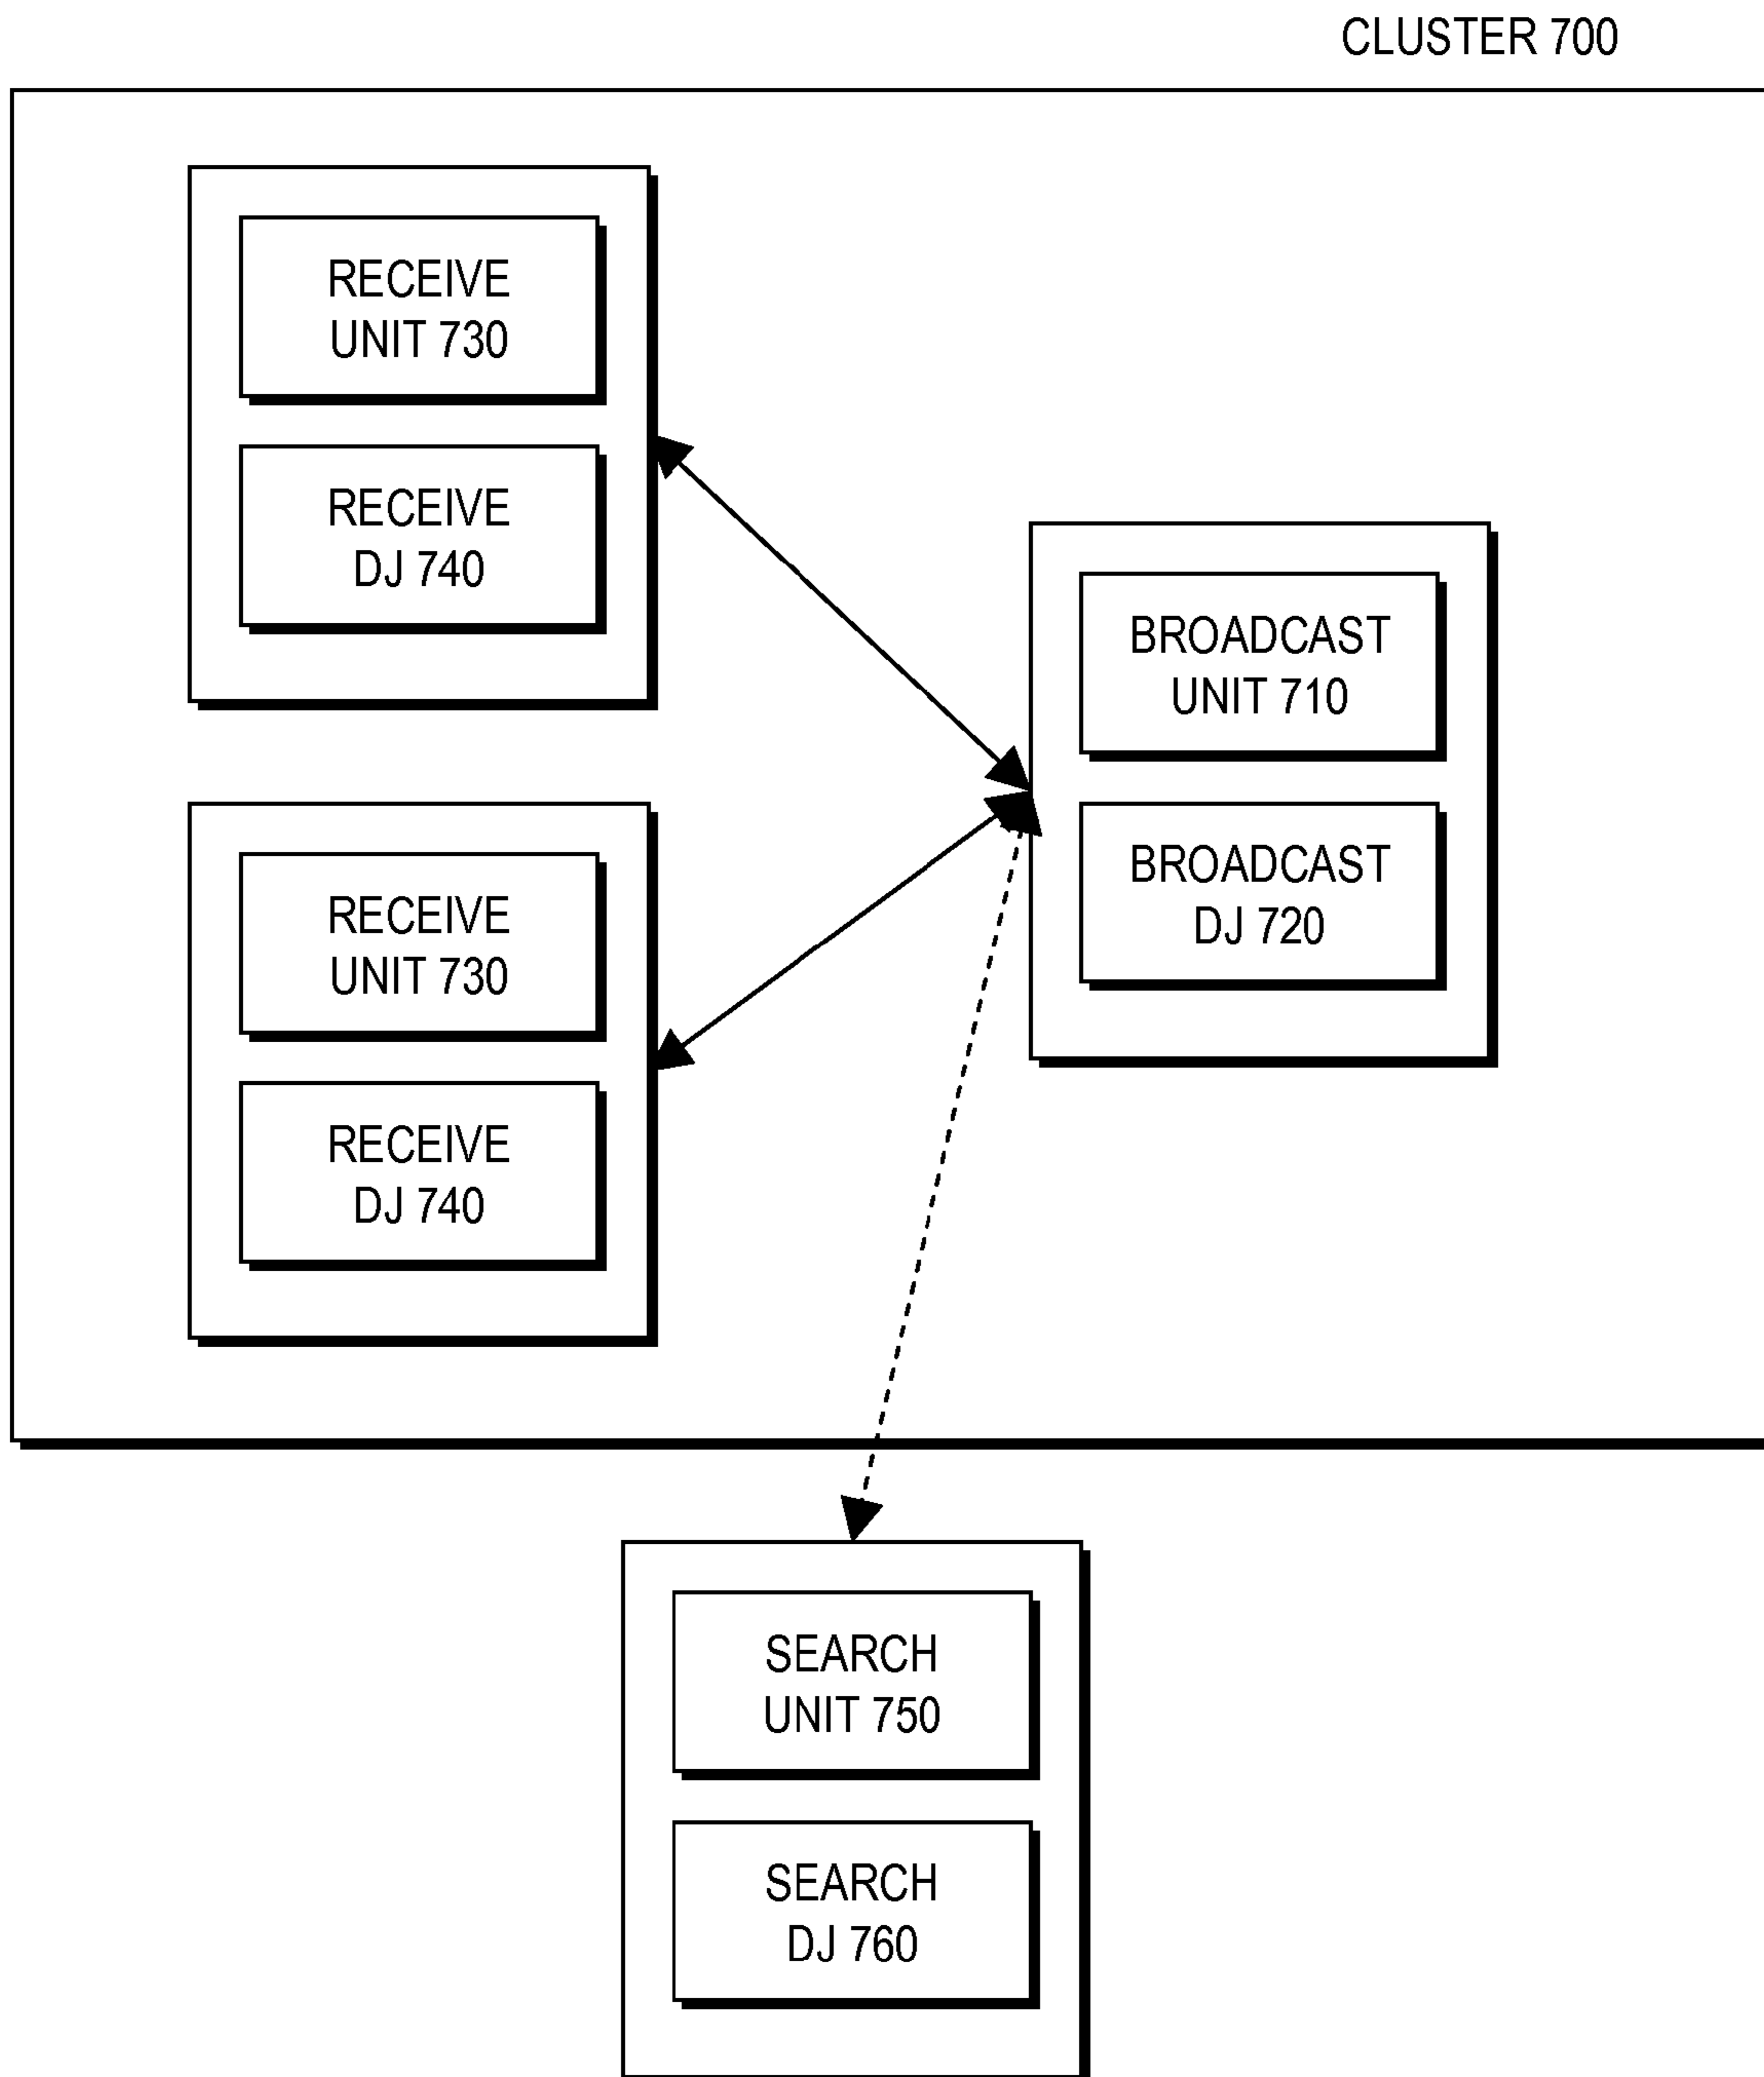 CLUSTER 700
RECEIVE
UNIT 730
RECEIVE
DJ 740
BROADCAST
UNIT 710
BROADCAST
DJ 720
RECEIVE
UNIT 730
RECEIVE
DJ 740
SEARCH
UNIT 750
SEARCH
DJ 760